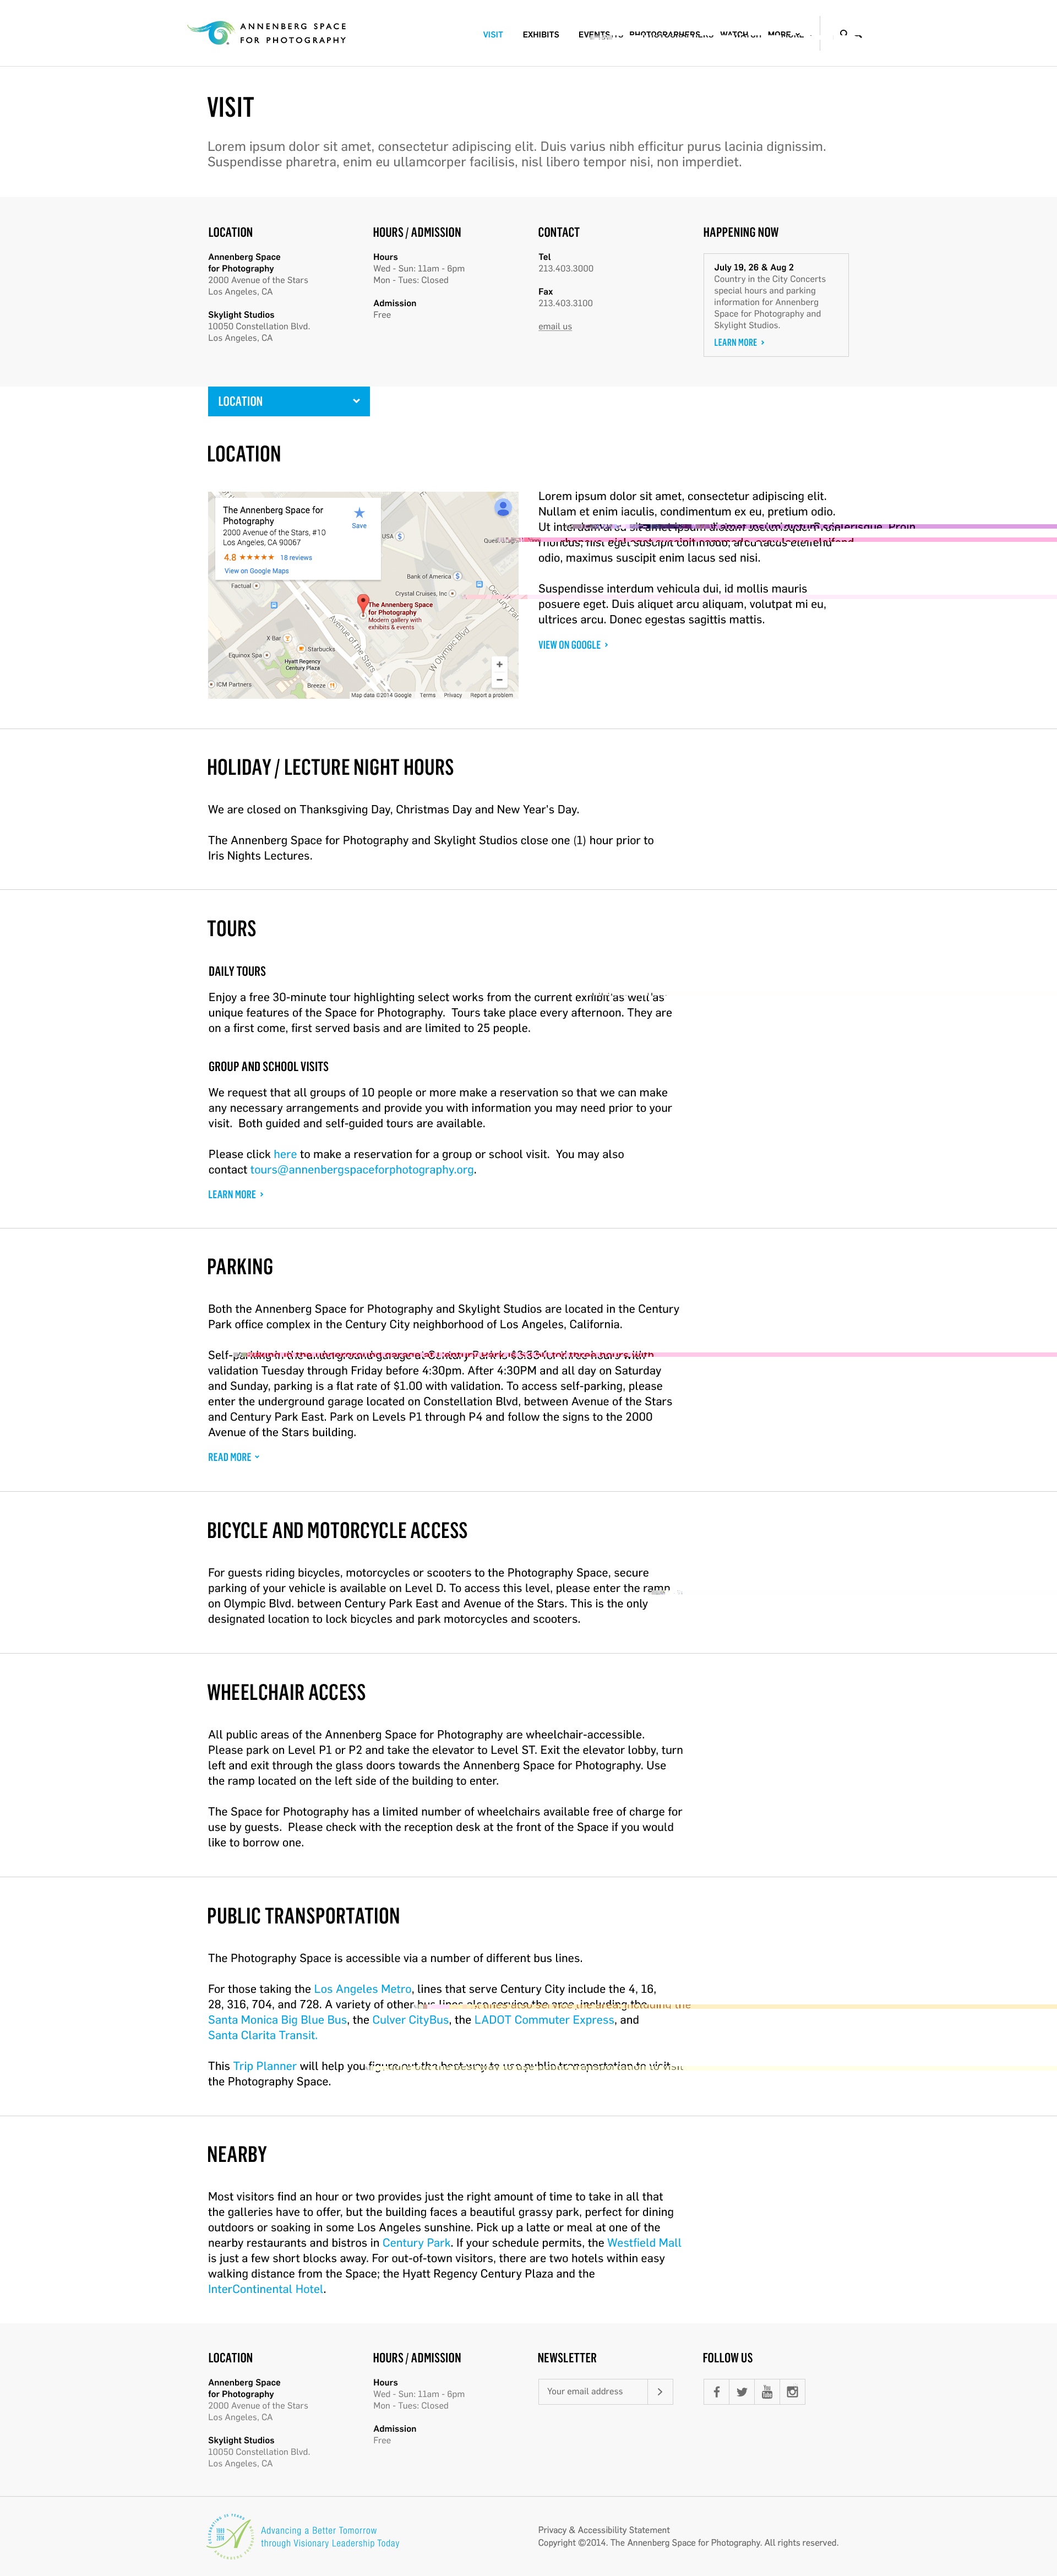 ANNENBERG SPACE
FOR PHOTOGRAPHY
VISIT EXHIBITS EVENTS PHOTOGRAPHERS WATCH MORE
VISIT
Lorem ipsum dolor sit amet, consectetur adipiscing elit. Duis varius nibh efficitur purus lacinia dignissim.
Suspendisse pharetra, enim eu ullamcorper facilisis, nisl libero tempor nisi, non imperdiet.
LOCATION
Annenberg Space
for Photography
2000 Avenue of the Stars
Los Angeles, CA
Skylight Studios
10050 Constellation Blvd.
Los Angeles, CA
HOURS / ADMISSION
Hours
Wed - Sun: 11am - 6pm
Mon - Tues: Closed
Admission
Free
CONTACT
Tel
213.403.3000
Fax
213.403.3100
email us
HAPPENING NOW
July 19, 26 & Aug 2
Country in the City Concerts
special hours and parking
information for Annenberg
Space for Photography and
Skylight Studios.
LEARN MORE
LOCATION
LOCATION
The Annenberg Space for
Photography
2000 Avenue of the Stars, #10
Los Angeles, CA 90067
4.8 ★★★★★ 18 reviews
View on Google Maps
Save
USA $
Bank of America
Crystal Cruises, Inc
Factual
Century Park
The Annenberg Space
for Photography
Modern gallery with
exhibits & events
Avenue of the Stars
W Olympic Blvd
X Bar
Starbucks
Equinox Spa
Hyatt Regency
Century Plaza
ICM Partners
Breeze
Map data ©2014 Google Terms Privacy Report a problem
Lorem ipsum dolor sit amet, consectetur adipiscing elit.
Nullam et enim iaculis, condimentum ex eu, pretium odio.
Ut
odio, maximus suscipit enim lacus sed nisi.
Suspendisse interdum vehicula dui, id mollis mauris
posuere eget. Duis aliquet arcu aliquam, volutpat mi eu,
ultrices arcu. Donec egestas sagittis mattis.
VIEW ON GOOGLE
HOLIDAY / LECTURE NIGHT HOURS
We are closed on Thanksgiving Day, Christmas Day and New Year's Day.
The Annenberg Space for Photography and Skylight Studios close one (1) hour prior to
Iris Nights Lectures.
TOURS
DAILY TOURS
Enjoy a free 30-minute tour highlighting select works from the current exhibit as well as
unique features of the Space for Photography. Tours take place every afternoon. They are
on a first come, first served basis and are limited to 25 people.
GROUP AND SCHOOL VISITS
We request that all groups of 10 people or more make a reservation so that we can make
any necessary arrangements and provide you with information you may need prior to your
visit. Both guided and self-guided tours are available.
Please click here to make a reservation for a group or school visit. You may also
contact tours@annenbergspaceforphotography.org.
LEARN MORE
PARKING
Both the Annenberg Space for Photography and Skylight Studios are located in the Century
Park office complex in the Century City neighborhood of Los Angeles, California.
Self-parking
validation Tuesday through Friday before 4:30pm. After 4:30PM and all day on Saturday
and Sunday, parking is a flat rate of $1.00 with validation. To access self-parking, please
enter the underground garage located on Constellation Blvd, between Avenue of the Stars
and Century Park East. Park on Levels P1 through P4 and follow the signs to the 2000
Avenue of the Stars building.
READ MORE
BICYCLE AND MOTORCYCLE ACCESS
For guests riding bicycles, motorcycles or scooters to the Photography Space, secure
parking of your vehicle is available on Level D. To access this level, please enter the ramp
on Olympic Blvd. between Century Park East and Avenue of the Stars. This is the only
designated location to lock bicycles and park motorcycles and scooters.
WHEELCHAIR ACCESS
All public areas of the Annenberg Space for Photography are wheelchair-accessible.
Please park on Level P1 or P2 and take the elevator to Level ST. Exit the elevator lobby, turn
left and exit through the glass doors towards the Annenberg Space for Photography. Use
the ramp located on the left side of the building to enter.
The Space for Photography has a limited number of wheelchairs available free of charge for
use by guests. Please check with the reception desk at the front of the Space if you would
like to borrow one.
PUBLIC TRANSPORTATION
The Photography Space is accessible via a number of different bus lines.
For those taking the Los Angeles Metro, lines that serve Century City include the 4, 16,
28, 316, 704, and 728. A variety of other bus lines also service the area, including the
Santa Monica Big Blue Bus, the Culver CityBus, the LADOT Commuter Express, and
Santa Clarita Transit.
This Trip Planner will help you figure out the best way to use public transportation to visit
the Photography Space.
NEARBY
Most visitors find an hour or two provides just the right amount of time to take in all that
the galleries have to offer, but the building faces a beautiful grassy park, perfect for dining
outdoors or soaking in some Los Angeles sunshine. Pick up a latte or meal at one of the
nearby restaurants and bistros in Century Park. If your schedule permits, the Westfield Mall
is just a few short blocks away. For out-of-town visitors, there are two hotels within easy
walking distance from the Space; the Hyatt Regency Century Plaza and the
InterContinental Hotel.
LOCATION
Annenberg Space
for Photography
2000 Avenue of the Stars
Los Angeles, CA
Skylight Studios
10050 Constellation Blvd.
Los Angeles, CA
HOURS / ADMISSION
Hours
Wed - Sun: 11am - 6pm
Mon - Tues: Closed
Admission
Free
NEWSLETTER
Your email address
FOLLOW US
Advancing a Better Tomorrow
through Visionary Leadership Today
Privacy & Accessibility Statement
Copyright ©2014. The Annenberg Space for Photography. All rights reserved.